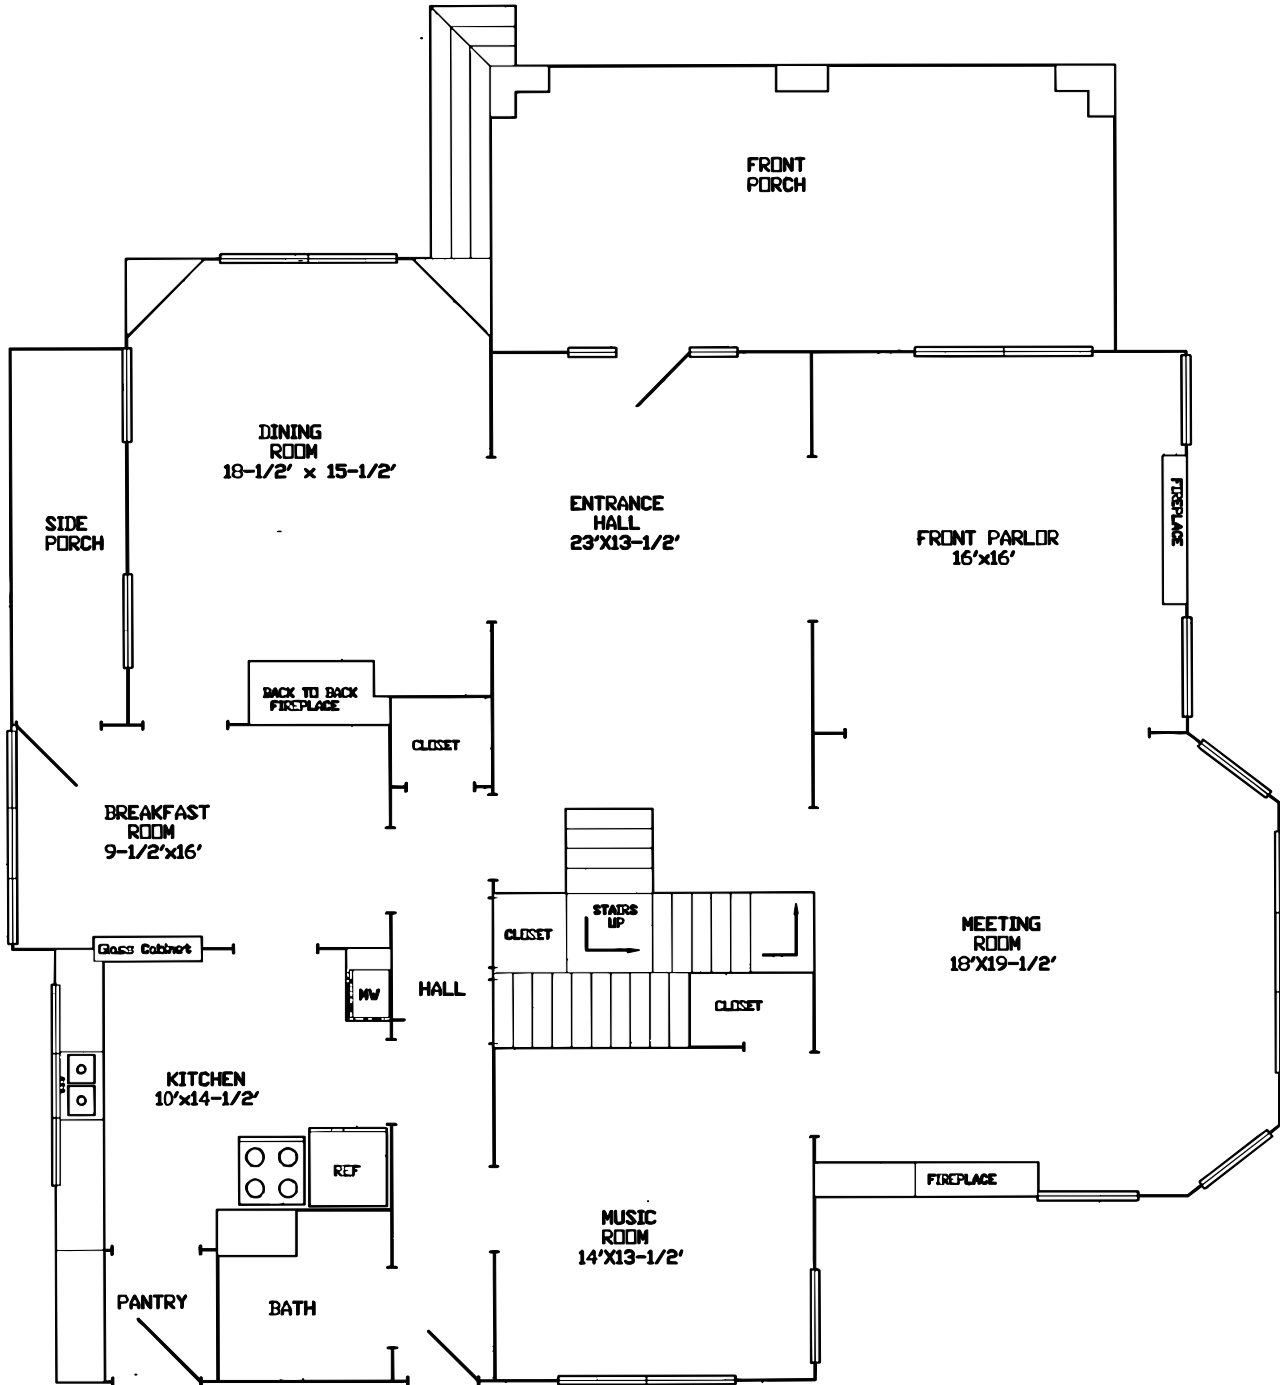 FRONT
PORCH
DINING
ROOM
18-1/2' x 15-1/2'
ENTRANCE
HALL
23'X13-1/2'
FRONT PARLOR
16'x16'
FIREPLACE
SIDE
PORCH
BACK TO BACK
FIREPLACE
CLOSET
BREAKFAST
ROOM
9-1/2'x16'
STAIRS
UP
CLOSET
MEETING
ROOM
18'X19-1/2'
Glass Cabinet
MW
HALL
CLOSET
KITCHEN
10'x14-1/2'
REF
FIREPLACE
MUSIC
ROOM
14'X13-1/2'
PANTRY
BATH